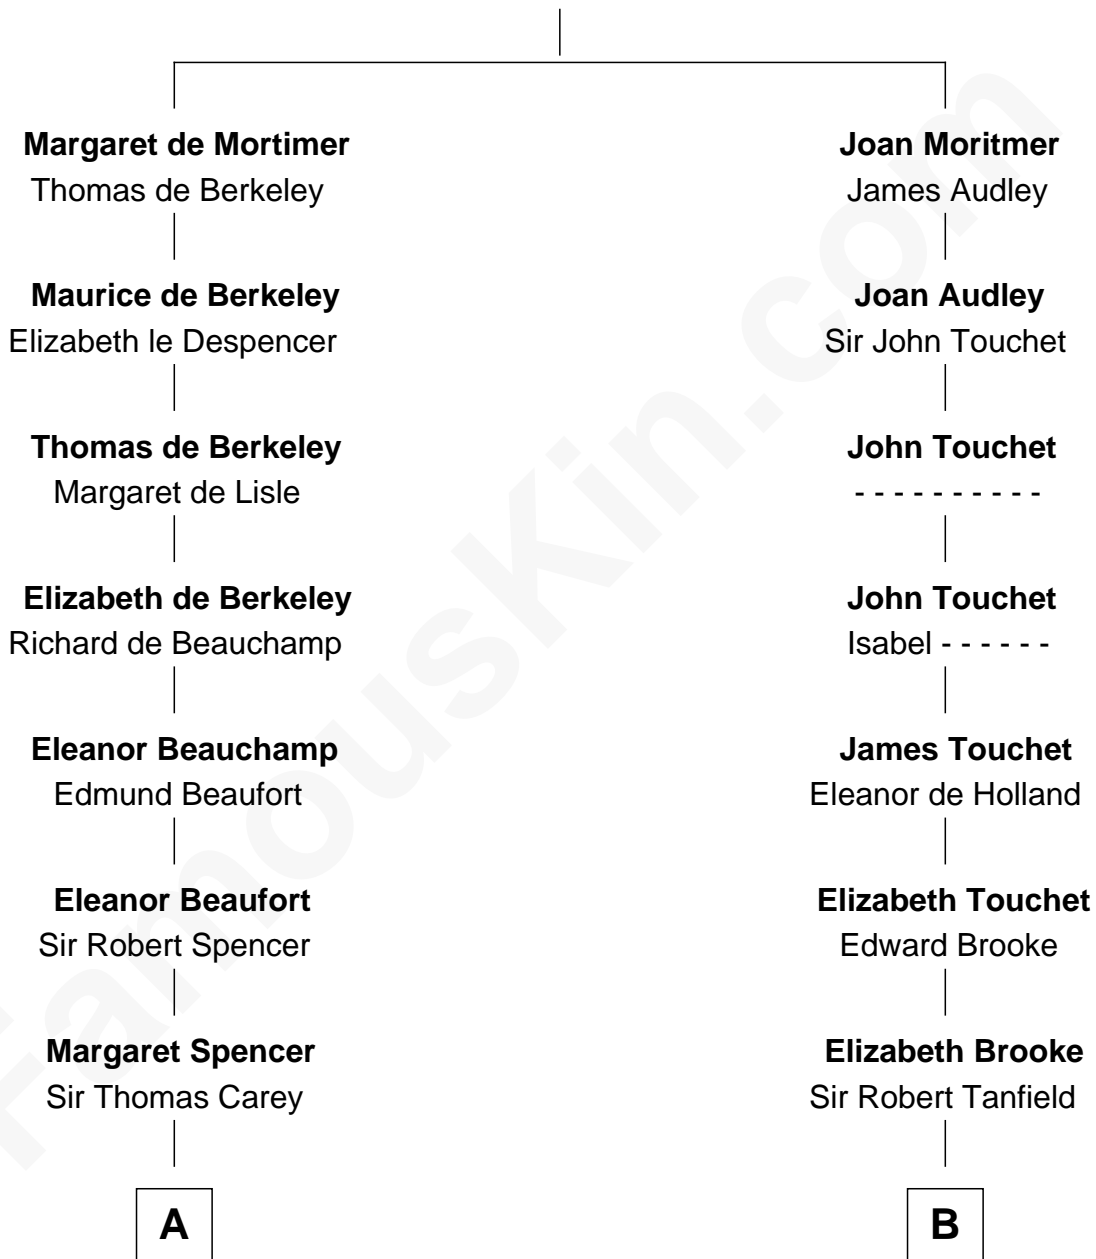 Margaret de Mortimer
Thomas de Berkeley
Maurice de Berkeley
Elizabeth le Despencer
Thomas de Berkeley
Margaret de Lisle
Elizabeth de Berkeley
Richard de Beauchamp
Eleanor Beauchamp
Edmund Beaufort
Eleanor Beaufort
Sir Robert Spencer
Margaret Spencer
Sir Thomas Carey
A
Joan Moritmer
James Audley
Joan Audley
Sir John Touchet
John Touchet
- - - - - - - - - -
John Touchet
Isabel - - - - - -
James Touchet
Eleanor de Holland
Elizabeth Touchet
Edward Brooke
Elizabeth Brooke
Sir Robert Tanfield
B
FamousKin.com